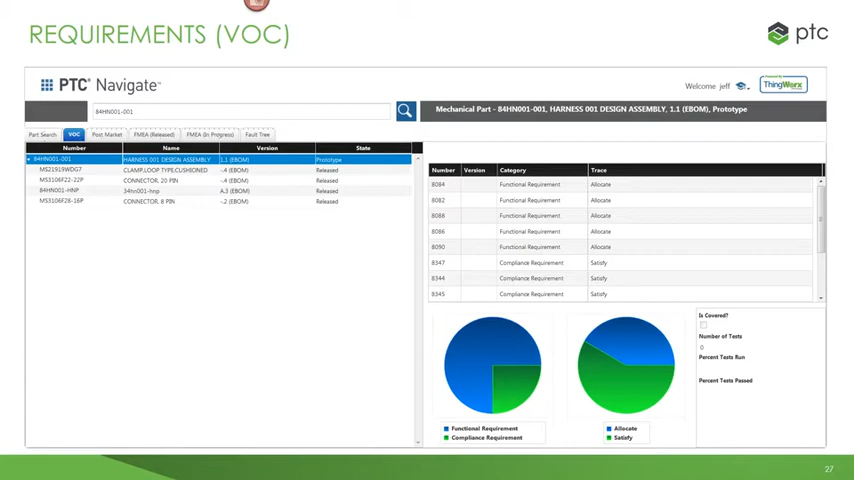 REQUIREMENTS (VOC)
ptc
PTC® Navigate™
Welcome jeff
Powered By
ThingWorx
84HN001-001
Mechanical Part - 84HN001-001, HARNESS 001 DESIGN ASSEMBLY, 1.1 (EBOM), Prototype
Part Search VOC Post Market FMEA (Released) FMEA (In Progress) Fault Tree
Number Name Version State
84HN001-001 HARNESS 001 DESIGN ASSEMBLY 1.1 (EBOM) Prototype
MS21919WDG7 CLAMP,LOOP TYPE,CUSHIONED -.4 (EBOM) Released
MS3106F22-22P CONNECTOR, 20 PIN -.4 (EBOM) Released
84HN001-HNP 34hn001-hnp A.3 (EBOM) Released
MS3106F28-16P CONNECTOR, 8 PIN -.2 (EBOM) Released
Number Version Category Trace
8084 Functional Requirement Allocate
8082 Functional Requirement Allocate
8088 Functional Requirement Allocate
8086 Functional Requirement Allocate
8090 Functional Requirement Allocate
8347 Compliance Requirement Satisfy
8344 Compliance Requirement Satisfy
8345 Compliance Requirement Satisfy
Functional Requirement
Compliance Requirement
Allocate
Satisfy
Is Covered?
Number of Tests
0
Percent Tests Run
Percent Tests Passed
27